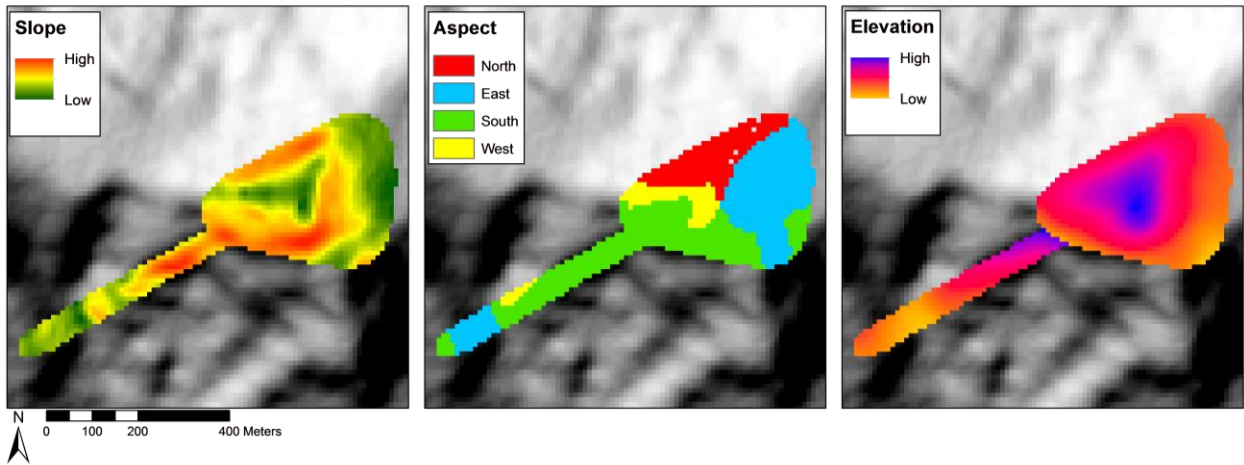 Slope
High
Low
Aspect
North
East
South
West
Elevation
High
Low
N
0 100 200 400 Meters